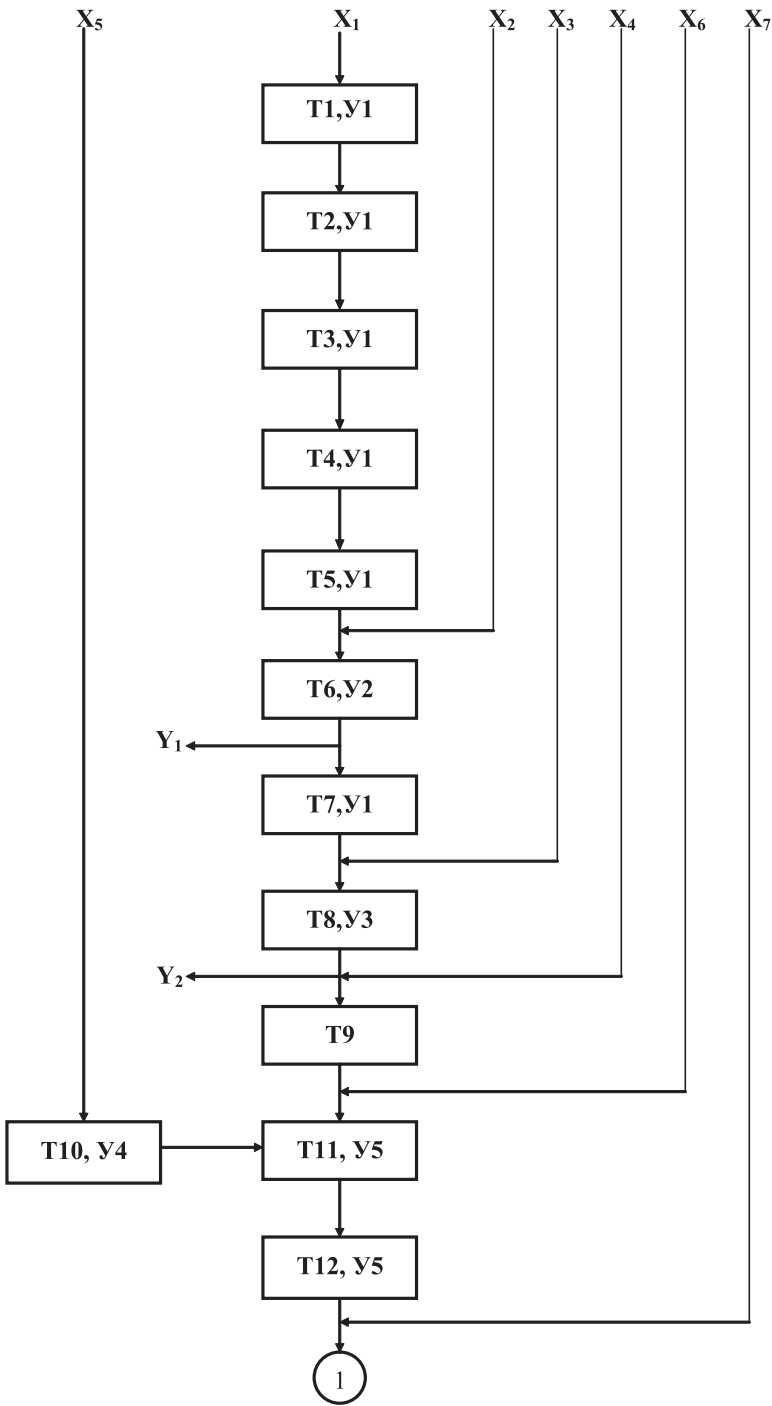 X₅ X₁ X₂ X₃ X₄ X₆ X₇
Т1,У1
Т2,У1
Т3,У1
Т4,У1
Т5,У1
Т6,У2
Y₁
Т7,У1
Т8,У3
Y₂
Т9
Т10, У4 Т11, У5
Т12, У5
1